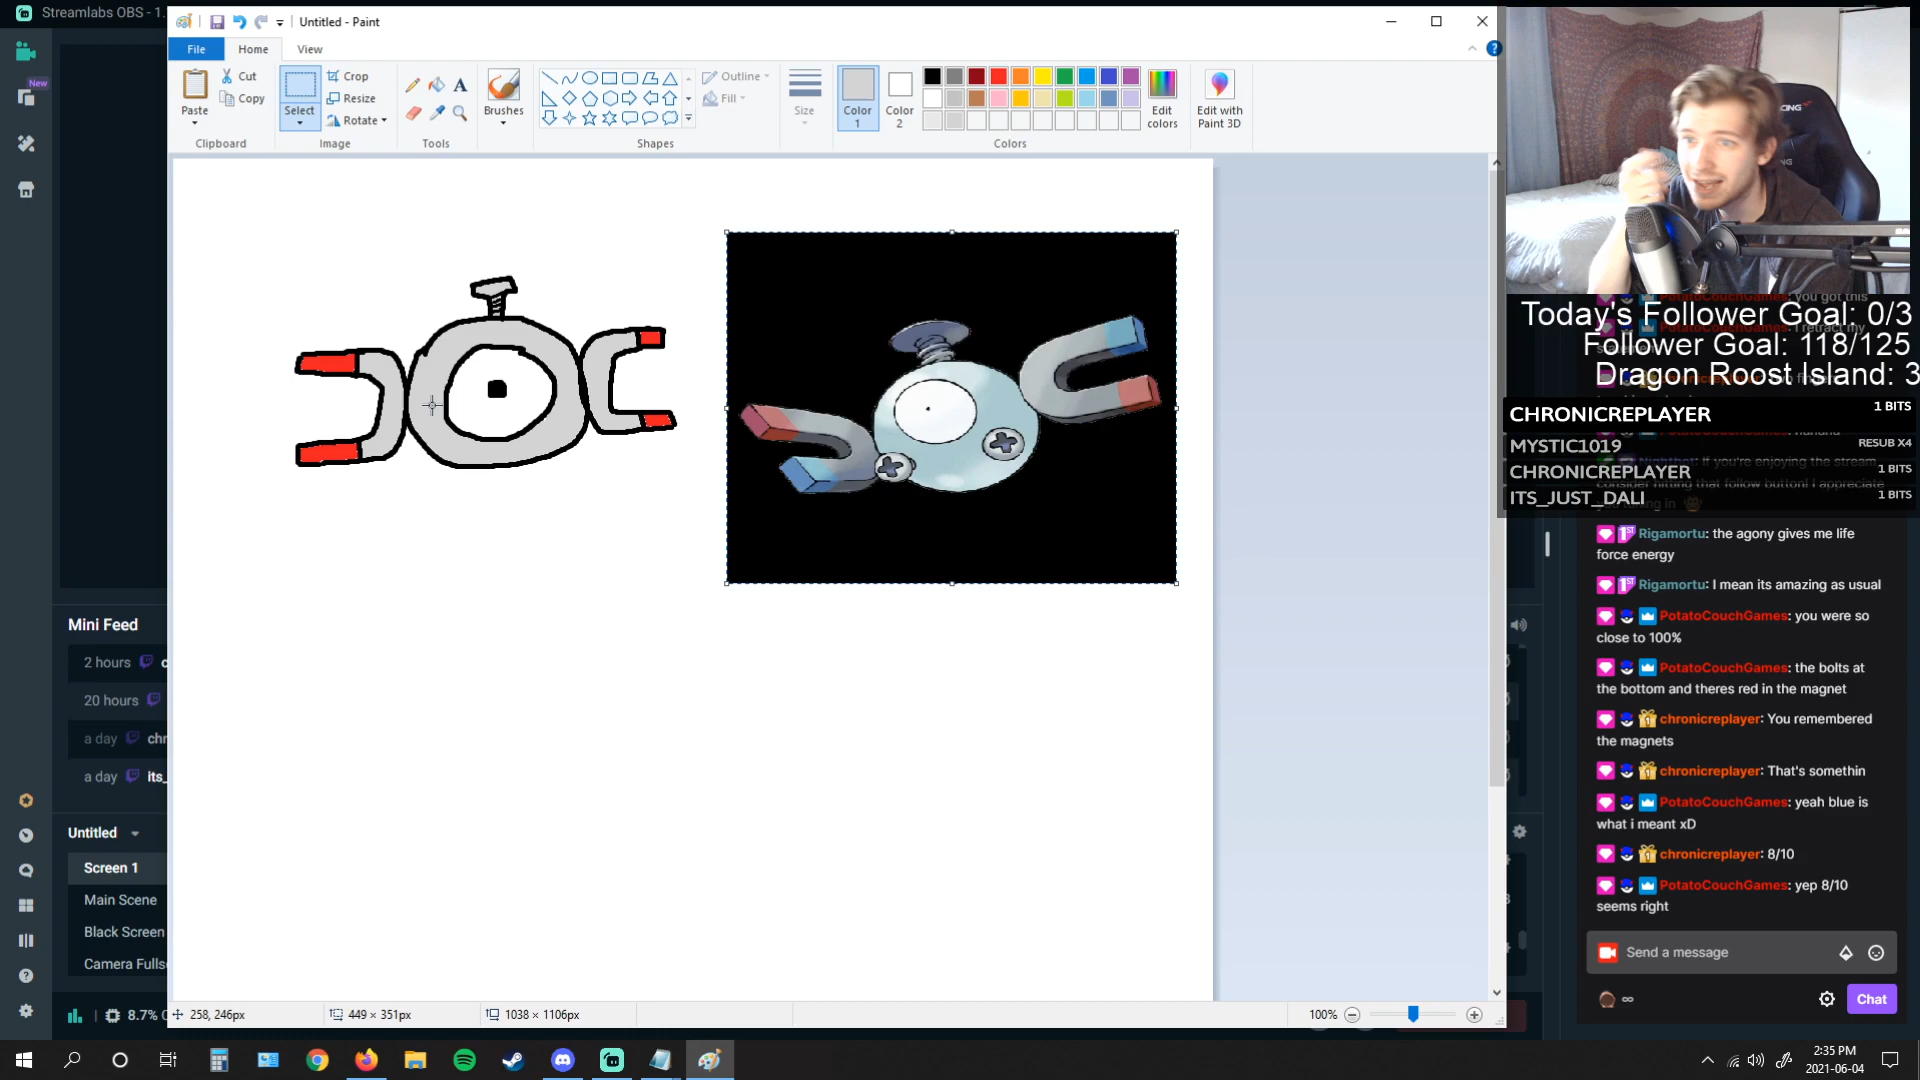 Streamlabs OBS - 1.
Untitled - Paint
File
Home
View
New
Paste
Cut
Copy
Clipboard
Select
Crop
Resize
Rotate
Image
A
Tools
Brushes
Shapes
Outline
Fill
Size
Color
1
Color
2
Edit
colors
Colors
Edit with
Paint 3D
Today's Follower Goal: 0/3
Follower Goal: 118/125
Dragon Roost Island: 3
CHRONICREPLAYER 1 BITS
MYSTIC1019 RESUB X4
CHRONICREPLAYER 1 BITS
ITS_JUST_DALI 1 BITS
Rigamortu: the agony gives me life
force energy
Rigamortu: I mean its amazing as usual
PotatoCouchGames: you were so
close to 100%
PotatoCouchGames: the bolts at
the bottom and theres red in the magnet
chronicreplayer: You remembered
the magnets
chronicreplayer: That's somethin
PotatoCouchGames: yeah blue is
what i meant xD
chronicreplayer: 8/10
PotatoCouchGames: yep 8/10
seems right
Send a message
Chat
Mini Feed
2 hours c
20 hours
a day chr
a day its_
Untitled
Screen 1
Main Scene
Black Screen
Camera Fulls
8.7%
258, 246px
449 × 351px
1038 × 1106px
100%
2:35 PM
2021-06-04